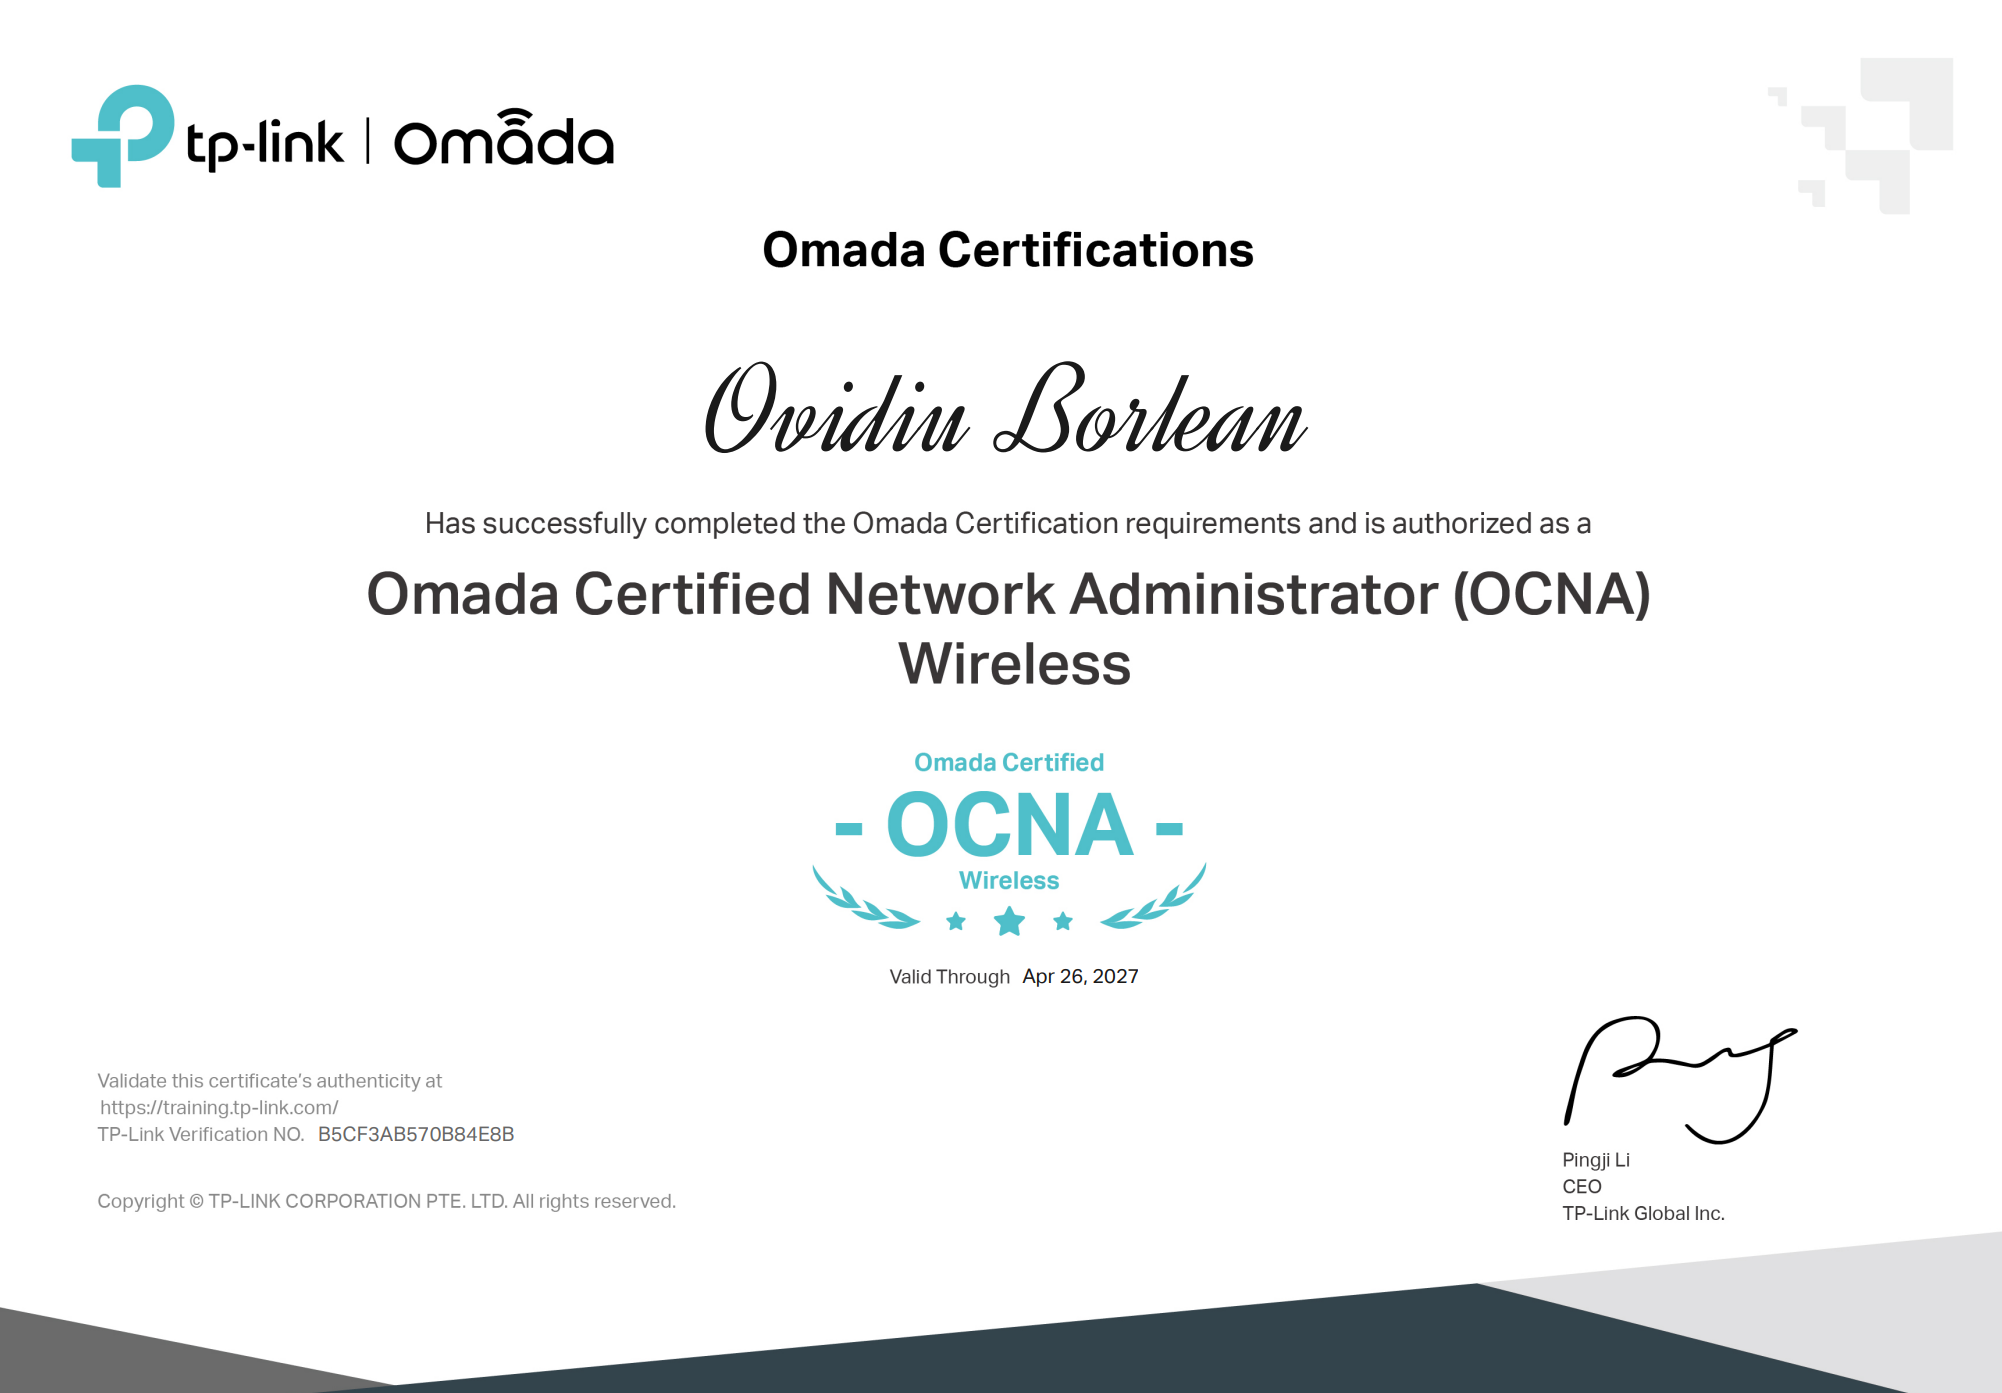 tp-link | omada
Omada Certifications
Ovidiu Borlean
Has successfully completed the Omada Certification requirements and is authorized as a
Omada Certified Network Administrator (OCNA)
Wireless
Omada Certified
- OCNA -
Wireless
Valid Through Apr 26, 2027
Validate this certificate's authenticity at
https://training.tp-link.com/
TP-Link Verification NO. B5CF3AB570B84E8B
Copyright © TP-LINK CORPORATION PTE. LTD. All rights reserved.
Pingji Li
CEO
TP-Link Global Inc.